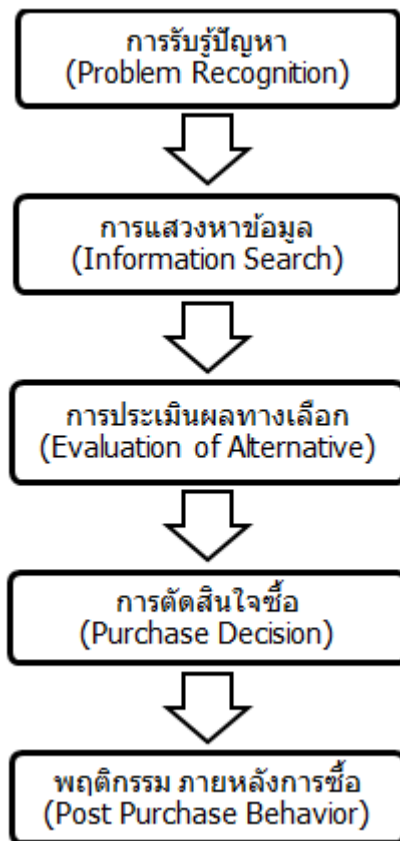 การรับรู้ปัญหา
(Problem Recognition)
การแสวงหาข้อมูล
(Information Search)
การประเมินผลทางเลือก
(Evaluation of Alternative)
การตัดสินใจซื้อ
(Purchase Decision)
พฤติกรรม ภายหลังการซื้อ
(Post Purchase Behavior)